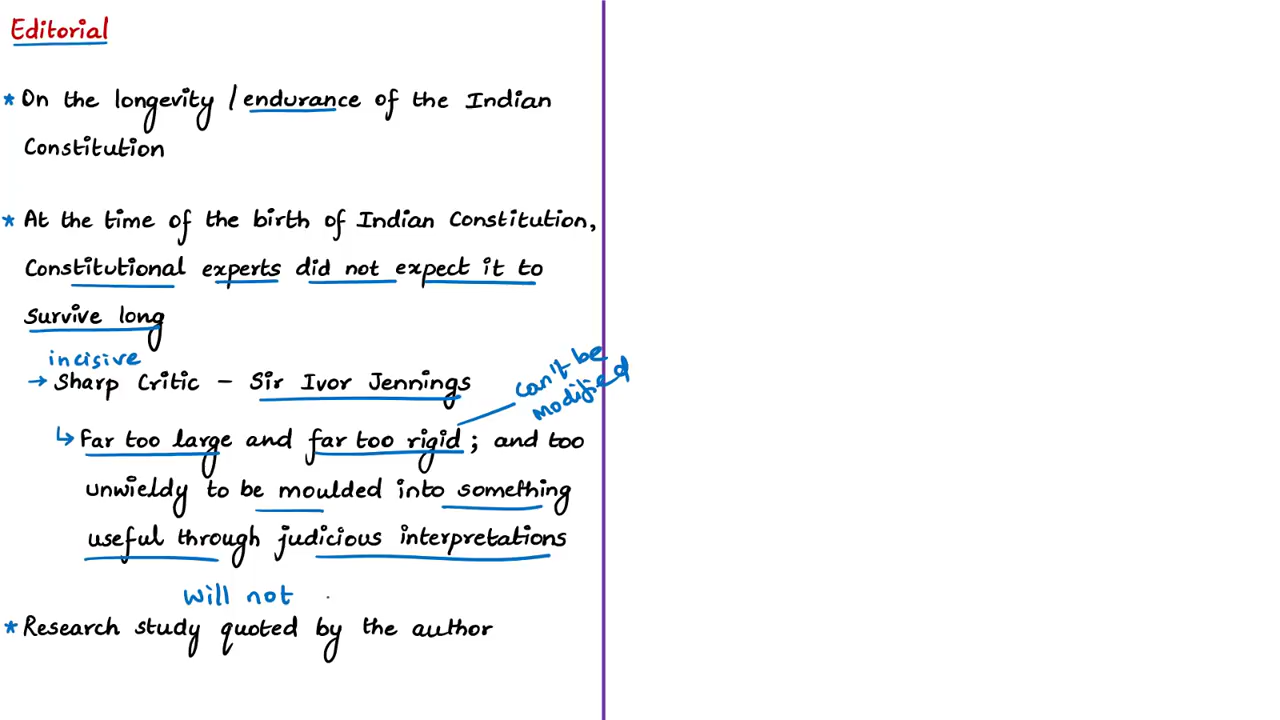 Editorial
* On the longevity / endurance of the Indian
Constitution
* At the time of the birth of Indian Constitution,
Constitutional experts did not expect it to
survive long
incisive
→ Sharp Critic - Sir Ivor Jennings
can't be
modified
↳ Far too large and far too rigid ; and too
unwieldy to be moulded into something
useful through judicious interpretations
will not
* Research study quoted by the author